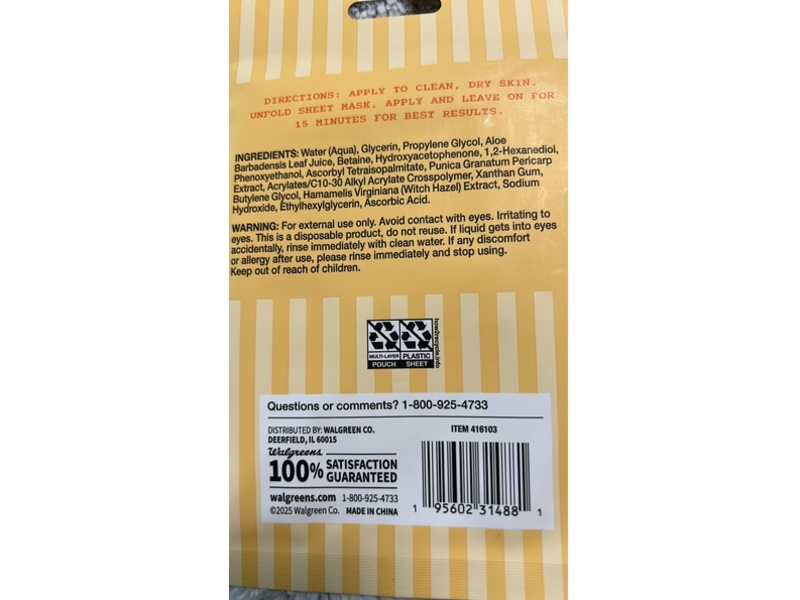 DIRECTIONS: APPLY TO CLEAN, DRY SKIN.
UNFOLD SHEET MASK, APPLY AND LEAVE ON FOR
15 MINUTES FOR BEST RESULTS.
INGREDIENTS: Water (Aqua), Glycerin, Propylene Glycol, Aloe
Barbadensis Leaf Juice, Betaine, Hydroxyacetophenone, 1,2-Hexanediol,
Phenoxyethanol, Ascorbyl Tetraisopalmitate, Punica Granatum Pericarp
Extract, Acrylates/C10-30 Alkyl Acrylate Crosspolymer, Xanthan Gum,
Butylene Glycol, Hamamelis Virginiana (Witch Hazel) Extract, Sodium
Hydroxide, Ethylhexylglycerin, Ascorbic Acid.
WARNING: For external use only. Avoid contact with eyes. Irritating to
eyes. This is a disposable product, do not reuse. If liquid gets into eyes
accidentally, rinse immediately with clean water. If any discomfort
or allergy after use, please rinse immediately and stop using.
Keep out of reach of children.
how2recycle.info
MULTI-LAYER PLASTIC
POUCH SHEET
Questions or comments? 1-800-925-4733
DISTRIBUTED BY: WALGREEN CO.
DEERFIELD, IL 60015
Walgreens
100% SATISFACTION
GUARANTEED
walgreens.com 1-800-925-4733
©2025 Walgreen Co. MADE IN CHINA
ITEM 416103
1 95602 31488 1